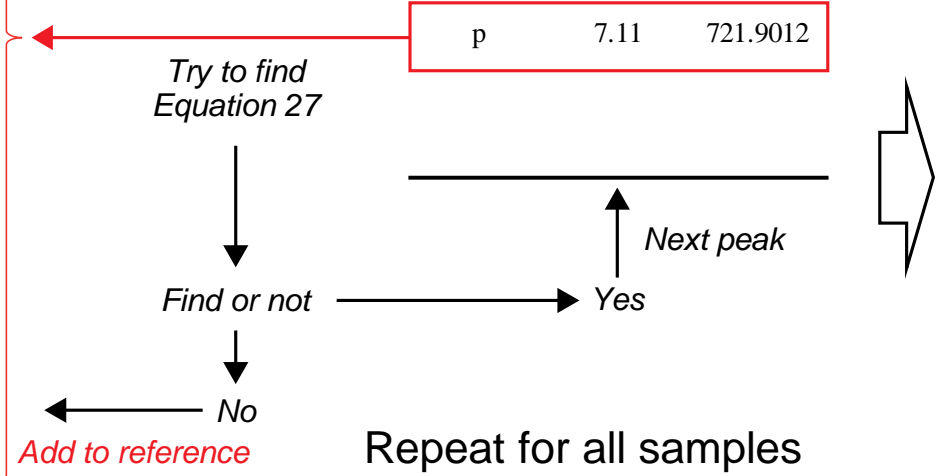 p 7.11 721.9012
Try to find
Equation 27
Next peak
Find or not
Yes
No
Add to reference
Repeat for all samples